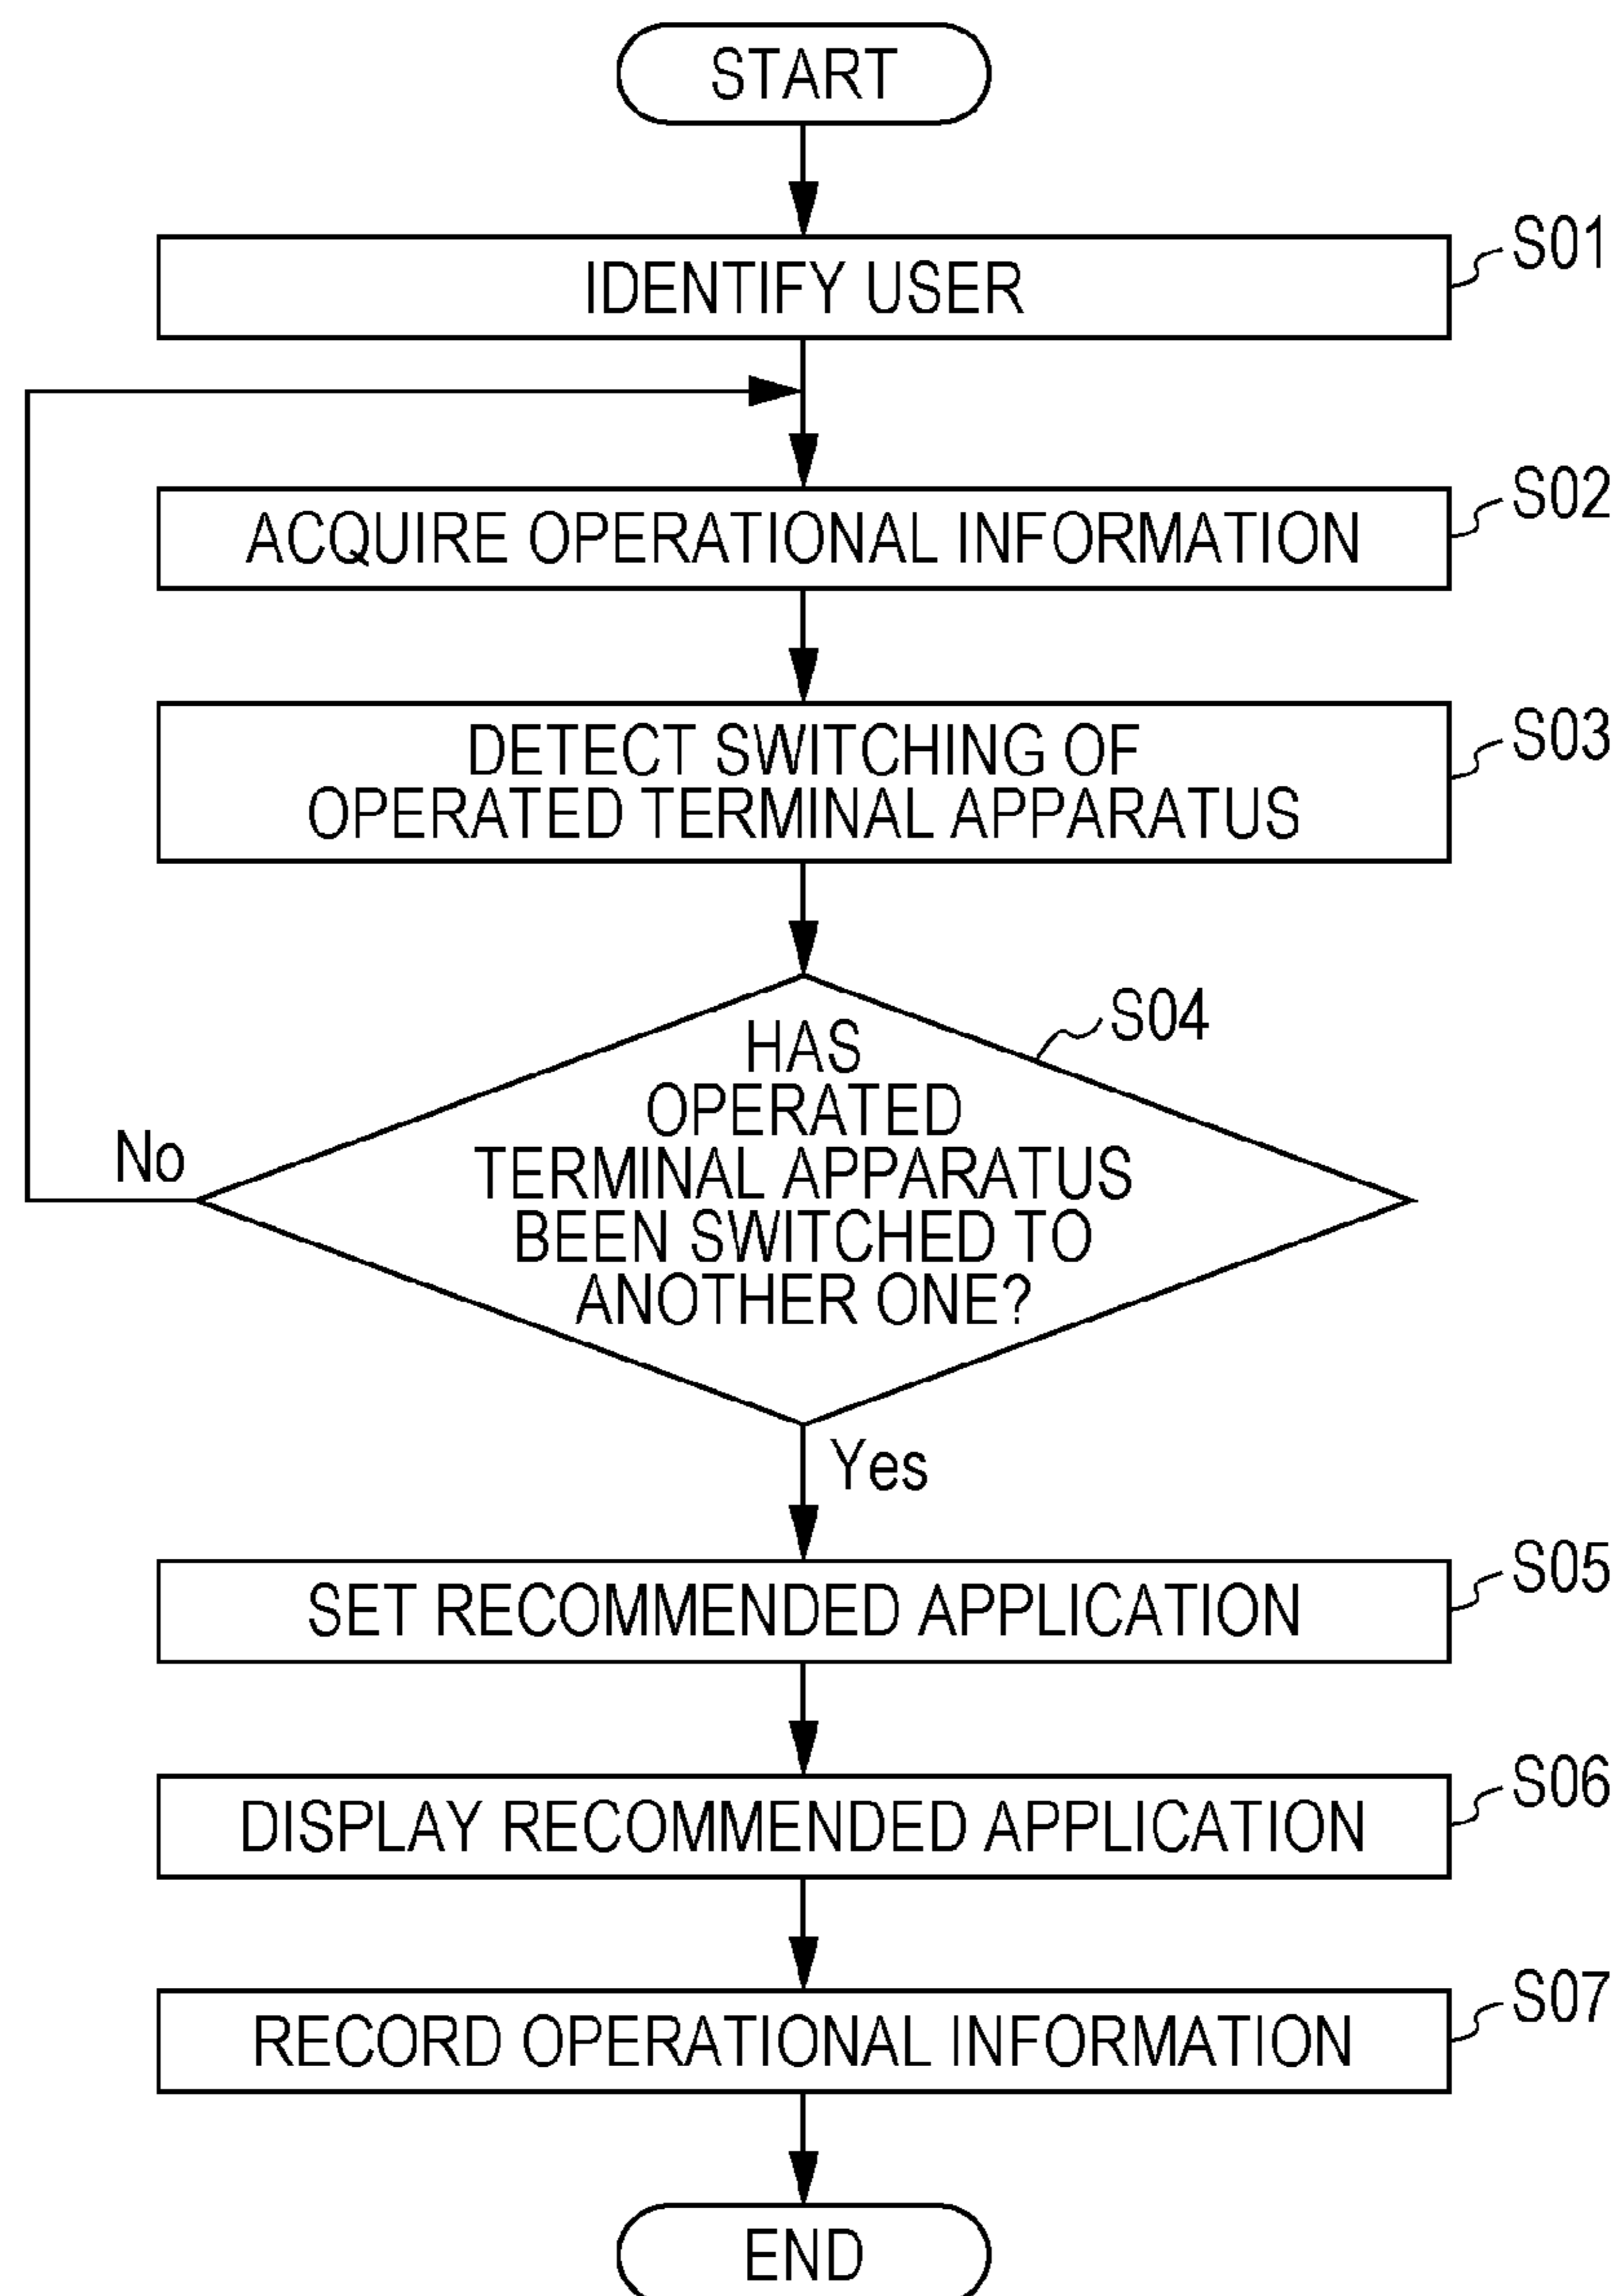 START
IDENTIFY USER
S01
ACQUIRE OPERATIONAL INFORMATION
S02
DETECT SWITCHING OF
OPERATED TERMINAL APPARATUS
S03
HAS
OPERATED
TERMINAL APPARATUS
BEEN SWITCHED TO
ANOTHER ONE?
S04
No
Yes
SET RECOMMENDED APPLICATION
S05
DISPLAY RECOMMENDED APPLICATION
S06
RECORD OPERATIONAL INFORMATION
S07
END